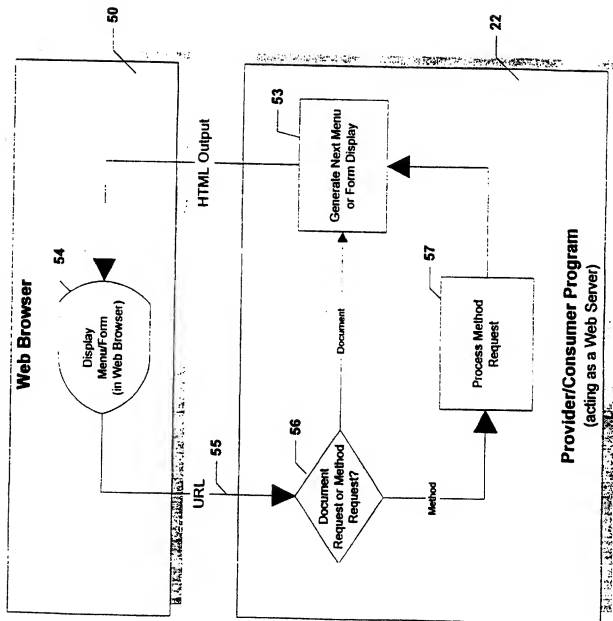 50
Web Browser
54
Display
Menu/Form
(in Web Browser)
HTML Output
URL
55
22
53
Generate Next Menu
or Form Display
Document
56
Document
Request or Method
Request?
Method
57
Process Method
Request
Provider/Consumer Program
(acting as a Web Server)